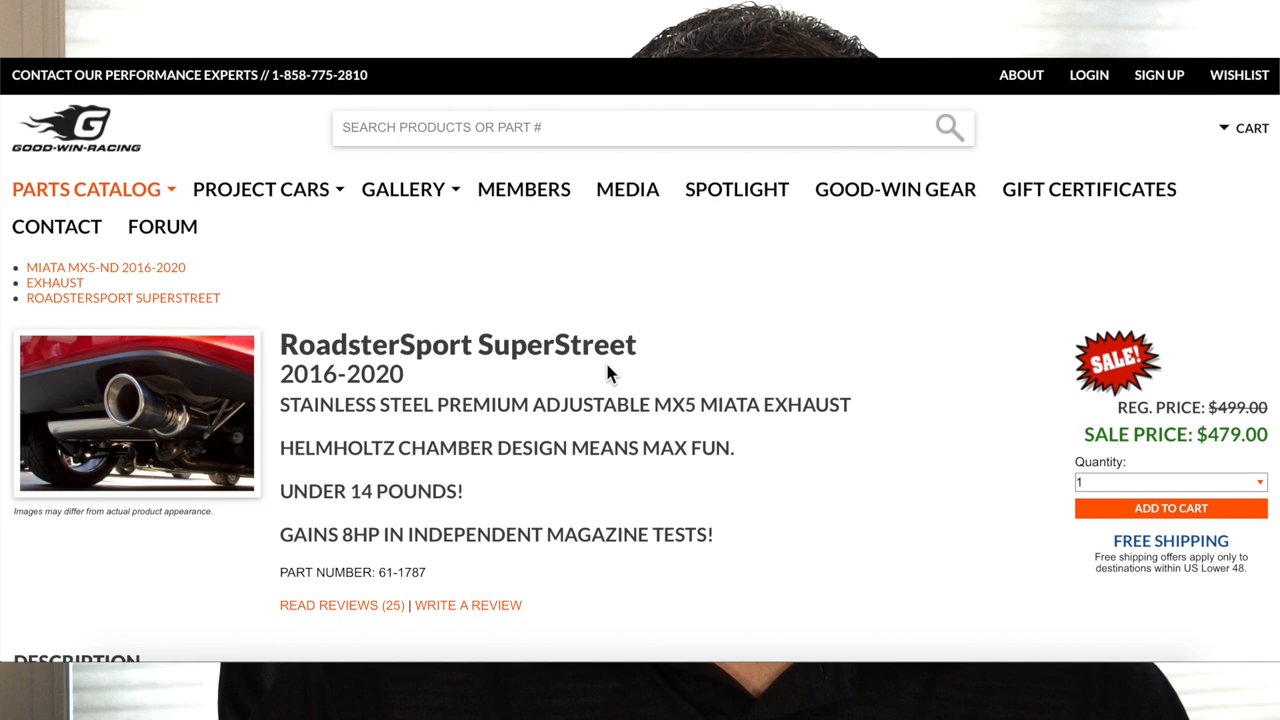 CONTACT OUR PERFORMANCE EXPERTS // 1-858-775-2810
ABOUT LOGIN SIGN UP WISHLIST
G
GOOD-WIN-RACING
SEARCH PRODUCTS OR PART #
CART
PARTS CATALOG PROJECT CARS GALLERY MEMBERS MEDIA SPOTLIGHT GOOD-WIN GEAR GIFT CERTIFICATES
CONTACT FORUM
• MIATA MX5-ND 2016-2020
• EXHAUST
• ROADSTERSPORT SUPERSTREET
RoadsterSport SuperStreet
2016-2020
STAINLESS STEEL PREMIUM ADJUSTABLE MX5 MIATA EXHAUST
HELMHOLTZ CHAMBER DESIGN MEANS MAX FUN.
UNDER 14 POUNDS!
GAINS 8HP IN INDEPENDENT MAGAZINE TESTS!
PART NUMBER: 61-1787
READ REVIEWS (25) | WRITE A REVIEW
Images may differ from actual product appearance.
SALE!
REG. PRICE: $499.00
SALE PRICE: $479.00
Quantity:
1
ADD TO CART
FREE SHIPPING
Free shipping offers apply only to
destinations within US Lower 48.
DESCRIPTION